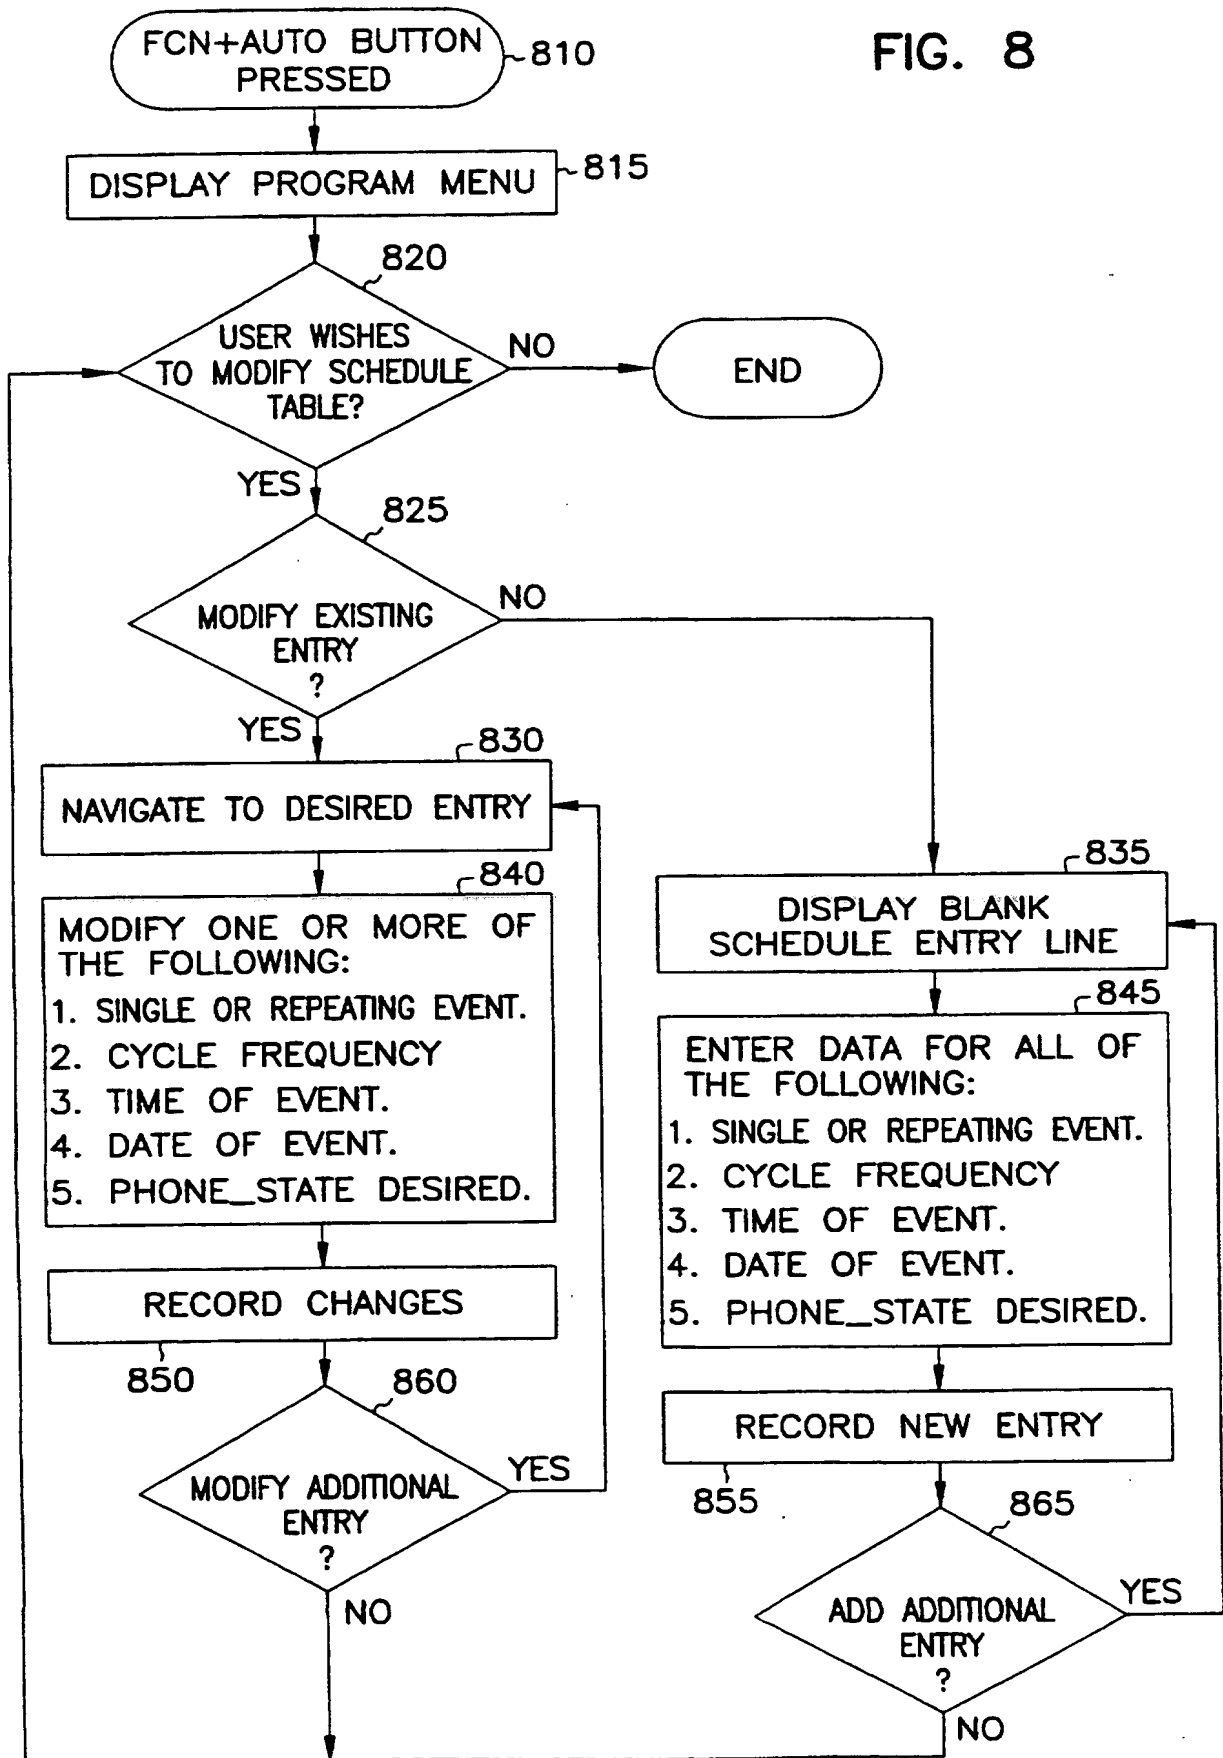 FIG. 8
FCN+AUTO BUTTON
PRESSED
810
DISPLAY PROGRAM MENU
815
820
USER WISHES
TO MODIFY SCHEDULE
TABLE?
NO
END
YES
825
MODIFY EXISTING
ENTRY
?
NO
YES
830
NAVIGATE TO DESIRED ENTRY
840
MODIFY ONE OR MORE OF
THE FOLLOWING:
1. SINGLE OR REPEATING EVENT.
2. CYCLE FREQUENCY
3. TIME OF EVENT.
4. DATE OF EVENT.
5. PHONE_STATE DESIRED.
RECORD CHANGES
850
860
MODIFY ADDITIONAL
ENTRY
?
YES
NO
835
DISPLAY BLANK
SCHEDULE ENTRY LINE
845
ENTER DATA FOR ALL OF
THE FOLLOWING:
1. SINGLE OR REPEATING EVENT.
2. CYCLE FREQUENCY
3. TIME OF EVENT.
4. DATE OF EVENT.
5. PHONE_STATE DESIRED.
RECORD NEW ENTRY
855
865
ADD ADDITIONAL
ENTRY
?
YES
NO